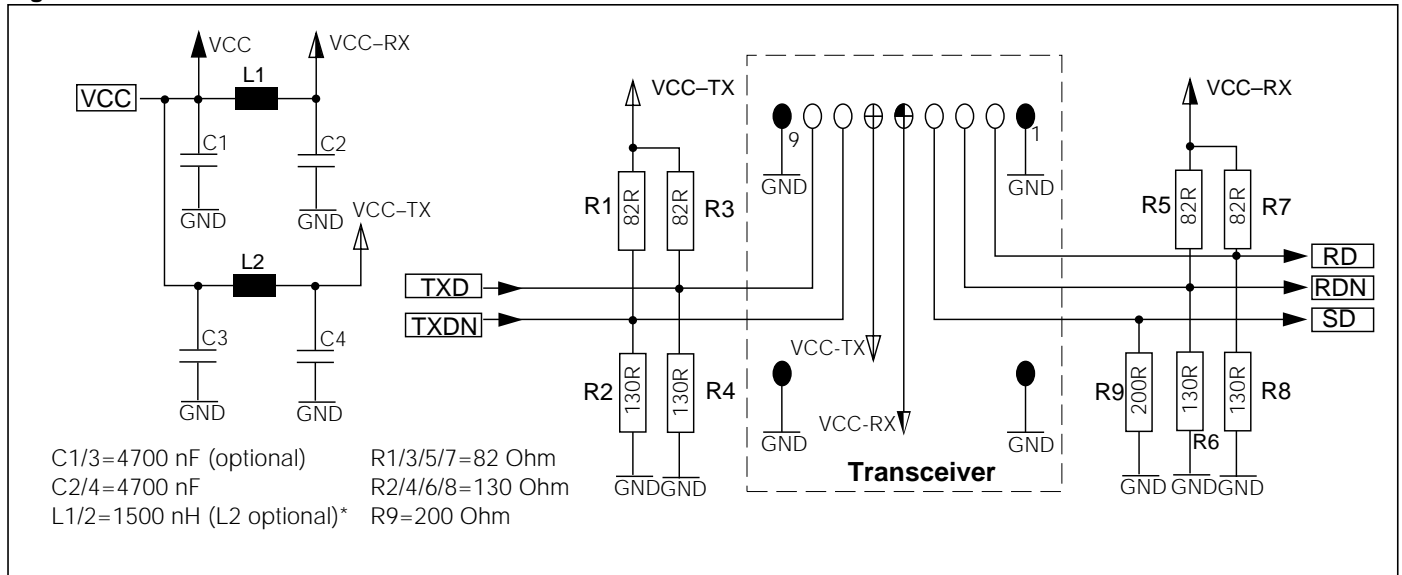 VCC
VCC
L1
VCC–RX
C1
C2
GND
GND
VCC–TX
L2
C3
C4
GND
GND
C1/3=4700 nF (optional)
C2/4=4700 nF
L1/2=1500 nH (L2 optional)*
R1/3/5/7=82 Ohm
R2/4/6/8=130 Ohm
R9=200 Ohm
VCC–TX
R1
82R
82R
R3
TXD
TXDN
R2
130R
130R
R4
GND
GND
9
1
GND
GND
VCC-TX
VCC-RX
GND
GND
Transceiver
VCC–RX
R5
82R
82R
R7
RD
RDN
SD
R9
200R
130R
R6
130R
R8
GND
GND
GND